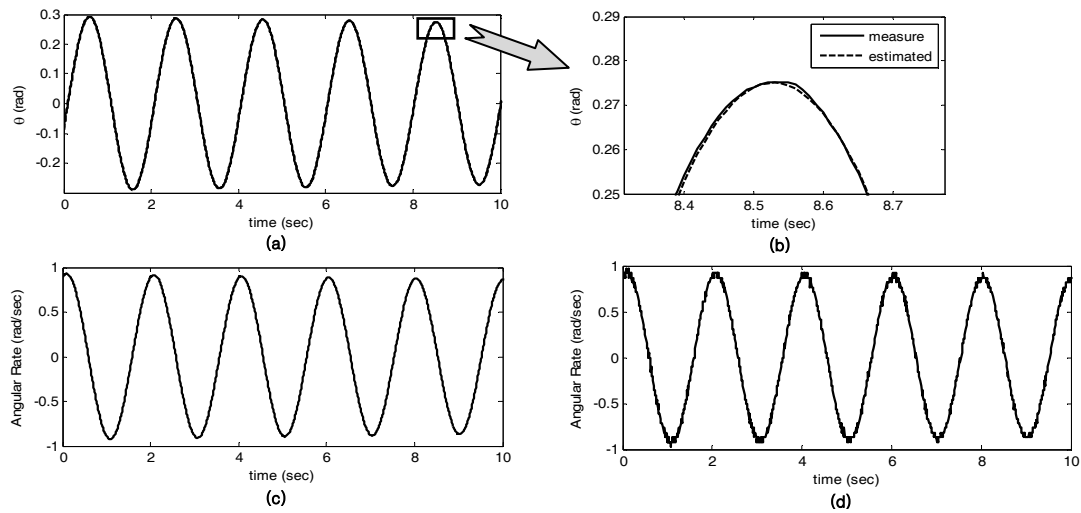 0.3
0.2
0.1
0
-0.1
-0.2
θ (rad)
0 2 4 6 8 10
time (sec)
(a)
0.29
0.28
0.27
0.26
0.25
θ (rad)
measure
estimated
8.4 8.5 8.6 8.7
time (sec)
(b)
1
0.5
0
-0.5
-1
Angular Rate (rad/sec)
0 2 4 6 8 10
time (sec)
(c)
1
0.5
0
-0.5
-1
Angular Rate (rad/sec)
0 2 4 6 8 10
time (sec)
(d)